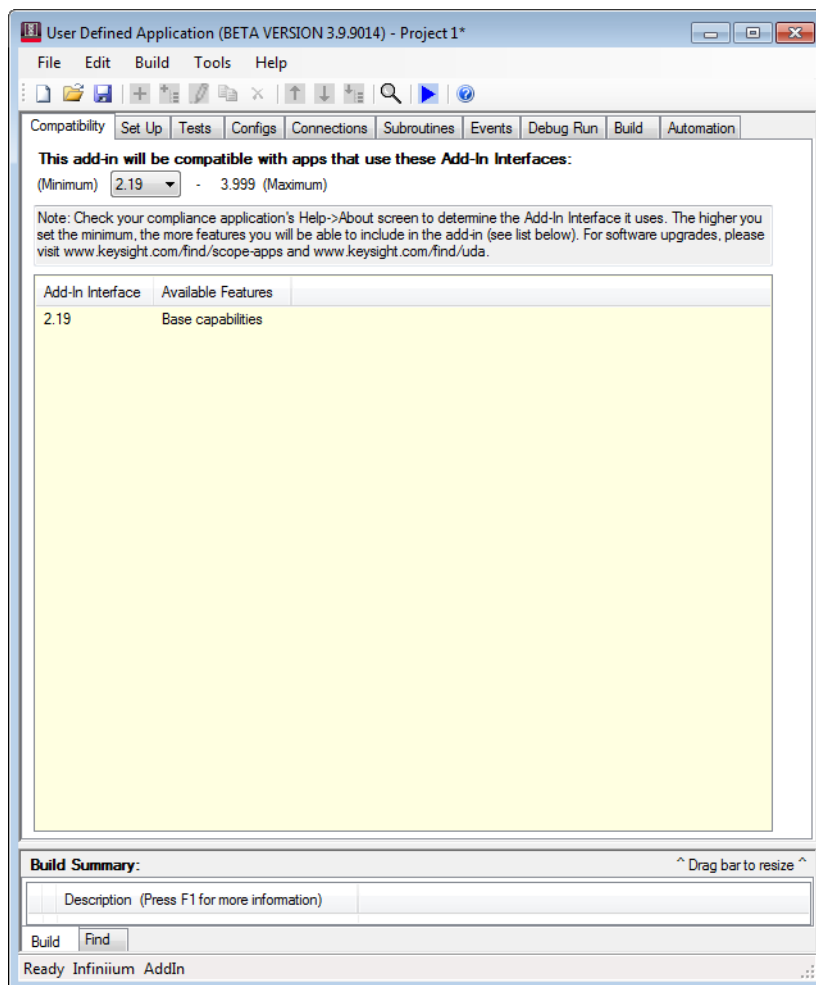 User Defined Application (BETA VERSION 3.9.9014) - Project 1*
File Edit Build Tools Help
Compatibility Set Up Tests Configs Connections Subroutines Events Debug Run Build Automation
This add-in will be compatible with apps that use these Add-In Interfaces:
(Minimum) 2.19 - 3.999 (Maximum)
Note: Check your compliance application's Help->About screen to determine the Add-In Interface it uses. The higher you
set the minimum, the more features you will be able to include in the add-in (see list below). For software upgrades, please
visit www.keysight.com/find/scope-apps and www.keysight.com/find/uda.
Add-In Interface Available Features
2.19 Base capabilities
Build Summary: ^ Drag bar to resize ^
Description (Press F1 for more information)
Build Find
Ready Infiniium AddIn